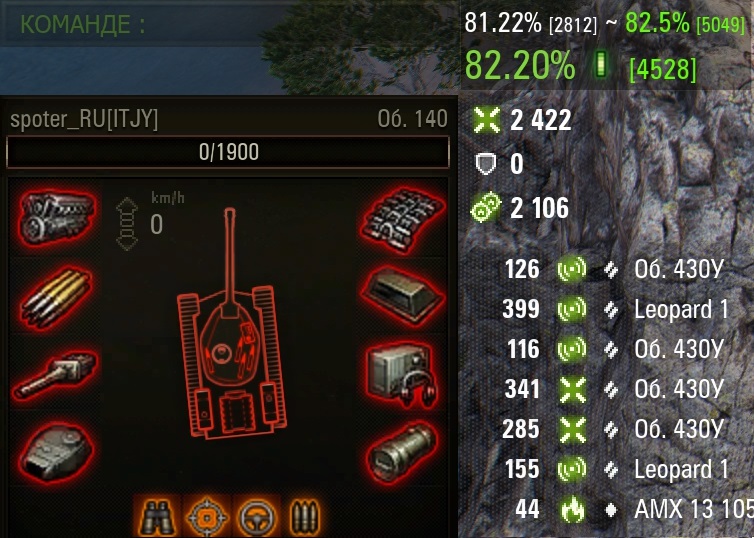 КОМАНДЕ :
81.22% [2812] ~ 82.5% [5049]
82.20% [4528]
spoter_RU[ITJY] Об. 140
0/1900
km/h
0
2 422
0
2 106
126 Об. 430У
399 Leopard 1
116 Об. 430У
341 Об. 430У
285 Об. 430У
155 Leopard 1
44 AMX 13 105